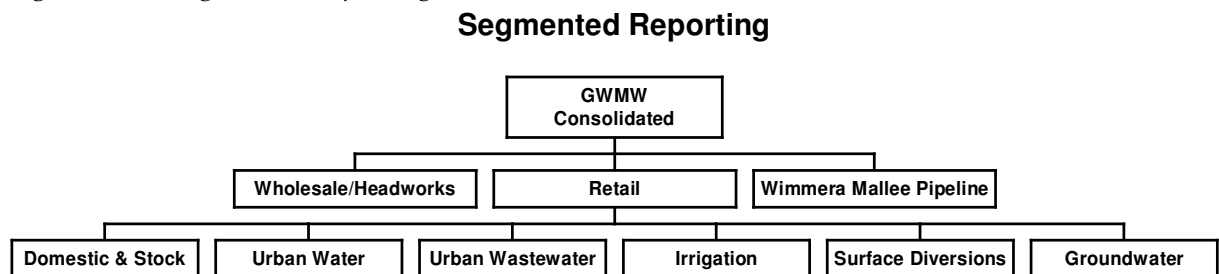 Segmented Reporting
GWMW
Consolidated
Wholesale/Headworks
Retail
Wimmera Mallee Pipeline
Domestic & Stock
Urban Water
Urban Wastewater
Irrigation
Surface Diversions
Groundwater